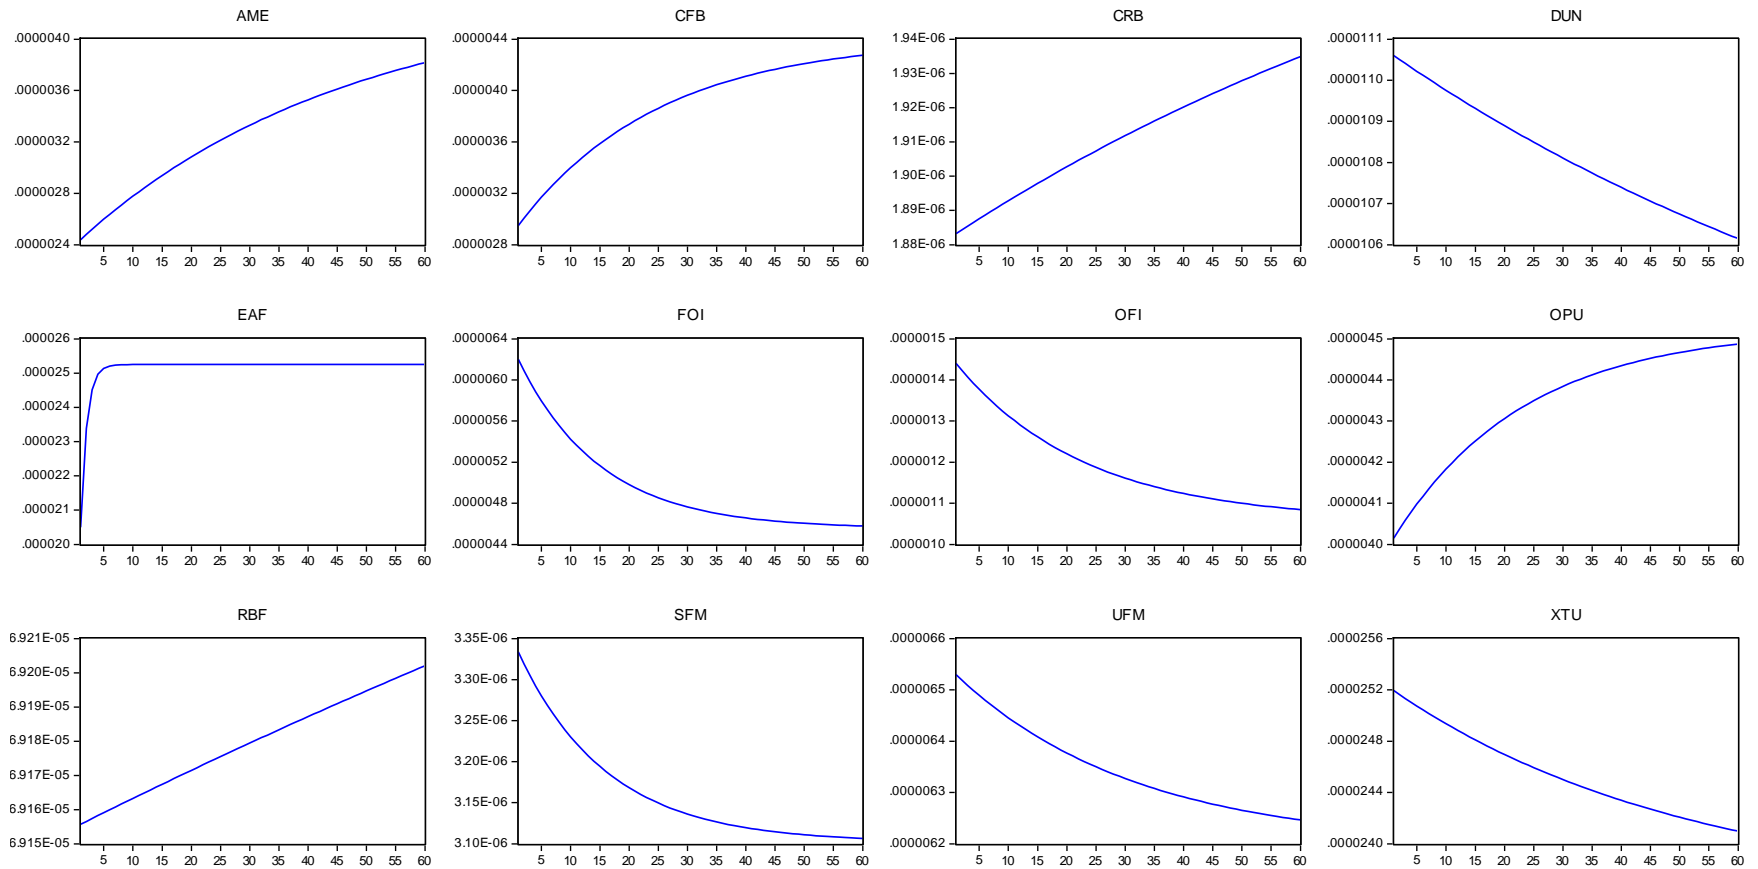 AME CFB CRB DUN
.0000040 .0000044 1.94E-06 .0000111
1.93E-06
.0000036 .0000040 1.92E-06 .0000110
.0000032 .0000036 1.91E-06 .0000109
1.90E-06 .0000108
.0000028 .0000032 1.89E-06 .0000107
.0000024 .0000028 1.88E-06 .0000106
5 10 15 20 25 30 35 40 45 50 55 60 5 10 15 20 25 30 35 40 45 50 55 60 5 10 15 20 25 30 35 40 45 50 55 60 5 10 15 20 25 30 35 40 45 50 55 60
EAF FOI OFI OPU
.000026 .0000064 .0000015 .0000045
.000025 .0000060 .0000014 .0000044
.000024 .0000056 .0000013 .0000043
.000023
.000022 .0000052 .0000012 .0000042
.000021 .0000048 .0000011 .0000041
.000020 .0000044 .0000010 .0000040
5 10 15 20 25 30 35 40 45 50 55 60 5 10 15 20 25 30 35 40 45 50 55 60 5 10 15 20 25 30 35 40 45 50 55 60 5 10 15 20 25 30 35 40 45 50 55 60
RBF SFM UFM XTU
6.921E-05 3.35E-06 .0000066 .0000256
6.920E-05 3.30E-06 .0000065 .0000252
6.919E-05 3.25E-06
6.918E-05 .0000064 .0000248
6.917E-05 3.20E-06 .0000063 .0000244
6.916E-05 3.15E-06
6.915E-05 3.10E-06 .0000062 .0000240
5 10 15 20 25 30 35 40 45 50 55 60 5 10 15 20 25 30 35 40 45 50 55 60 5 10 15 20 25 30 35 40 45 50 55 60 5 10 15 20 25 30 35 40 45 50 55 60